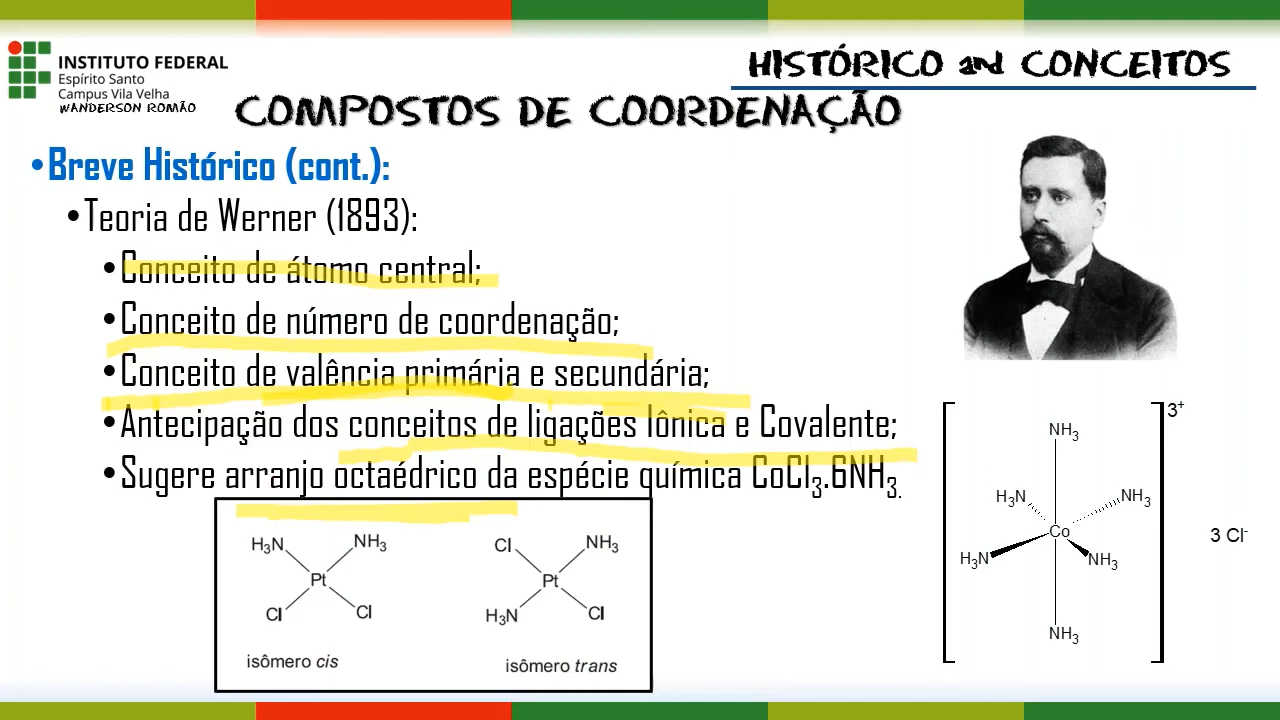 INSTITUTO FEDERAL
Espírito Santo
Campus Vila Velha
WANDERSON ROMÃO
HISTÓRICO and CONCEITOS
COMPOSTOS DE COORDENAÇÃO
•Breve Histórico (cont.):
•Teoria de Werner (1893):
•Conceito de átomo central;
•Conceito de número de coordenação;
•Conceito de valência primária e secundária;
•Antecipação dos conceitos de ligações Iônica e Covalente;
•Sugere arranjo octaédrico da espécie química CoCl₃.6NH₃.
H₃N NH₃
Pt
Cl Cl
isômero cis
Cl NH₃
Pt
H₃N Cl
isômero trans
3⁺
NH₃
H₃N NH₃
Co
H₃N NH₃
NH₃
3 Cl⁻